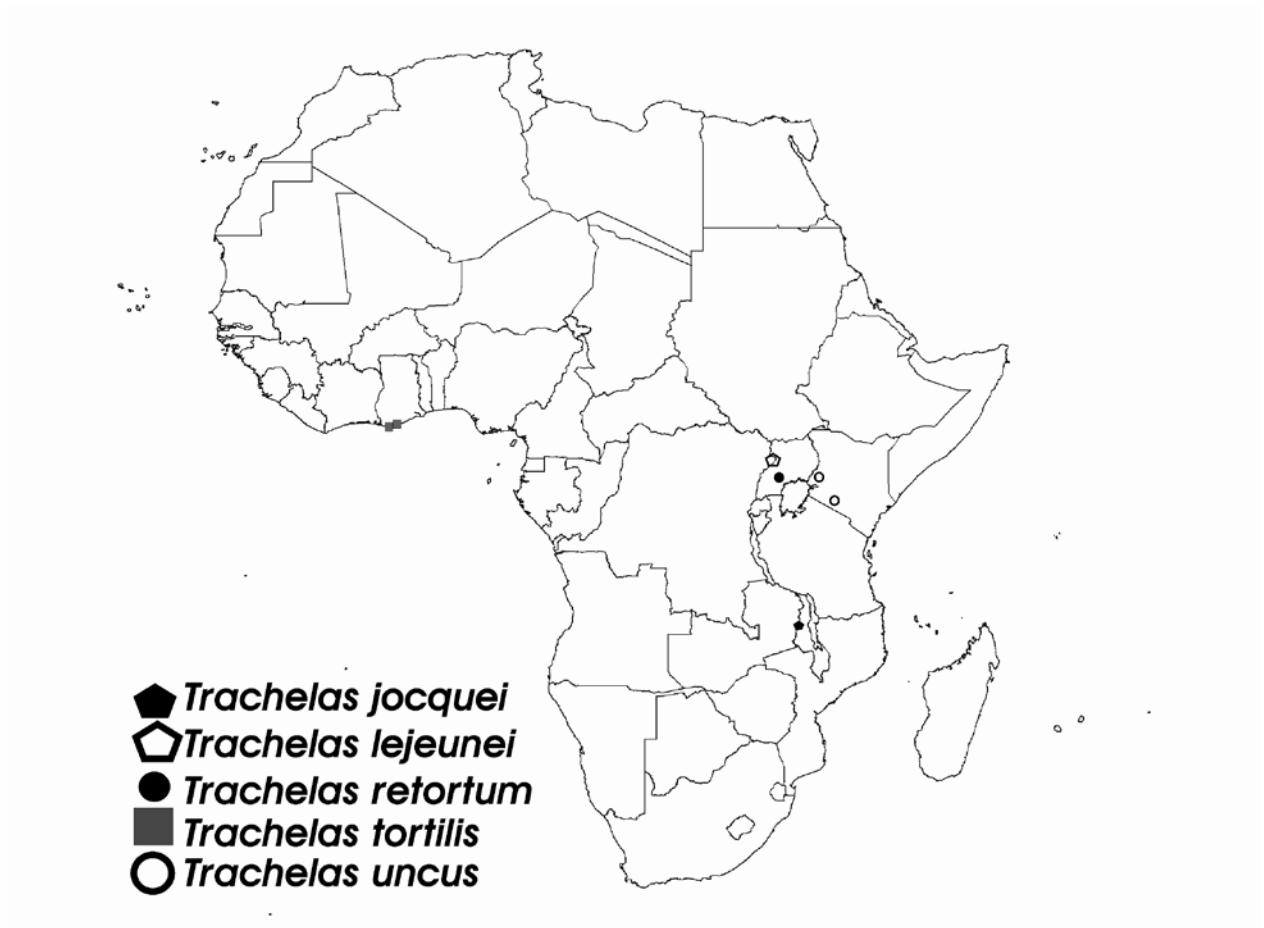 Trachelas jocquei
Trachelas lejeunei
Trachelas retortum
Trachelas tortilis
Trachelas uncus